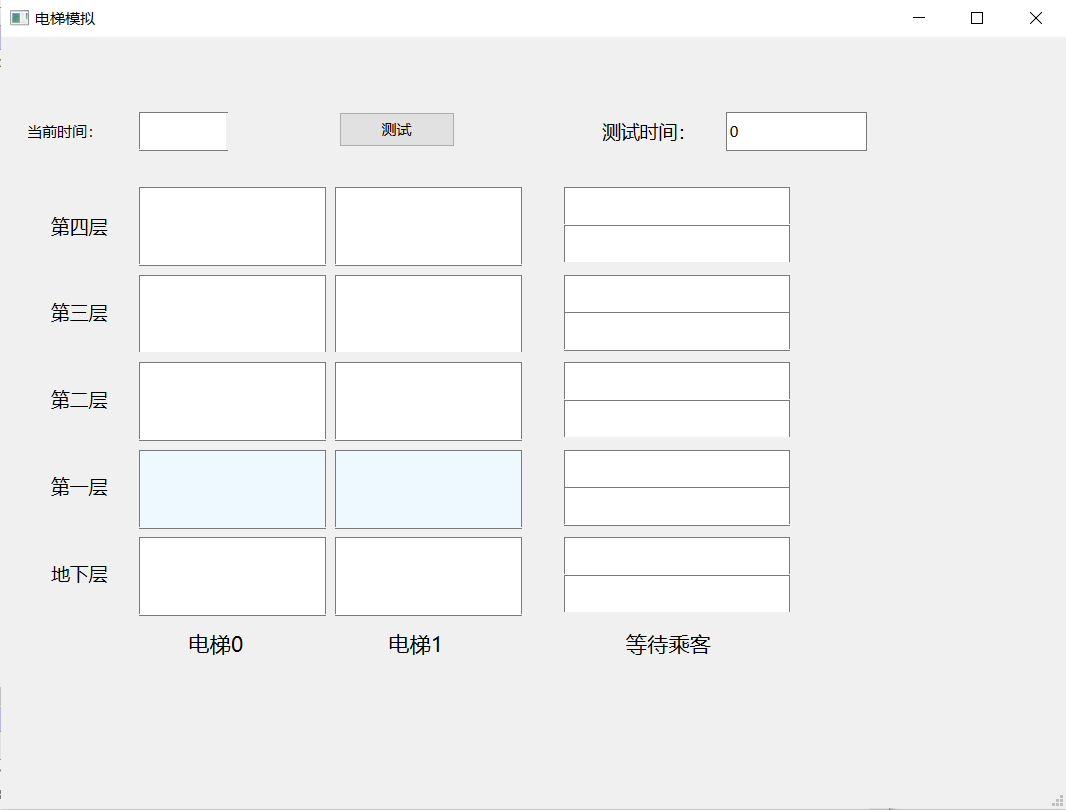 电梯模拟
当前时间：
测试
测试时间：
0
第四层
第三层
第二层
第一层
地下层
电梯0
电梯1
等待乘客